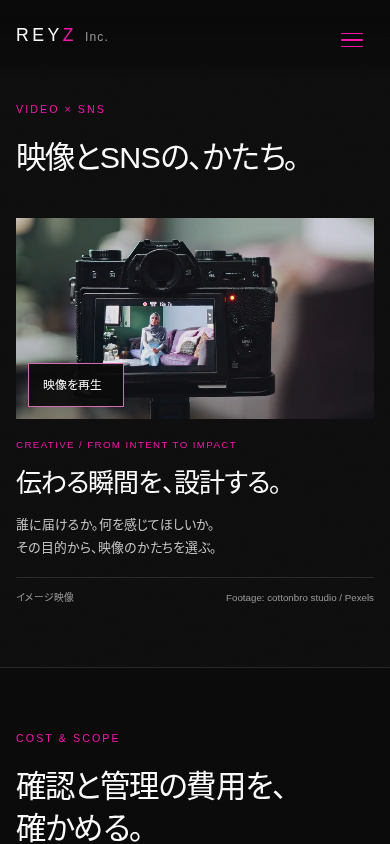 REYZ Inc.
VIDEO × SNS
映像とSNSの、かたち。
映像を再生
CREATIVE / FROM INTENT TO IMPACT
伝わる瞬間を、設計する。
誰に届けるか。何を感じてほしいか。
その目的から、映像のかたちを選ぶ。
イメージ映像
Footage: cottonbro studio / Pexels
COST & SCOPE
確認と管理の費用を、
確かめる。